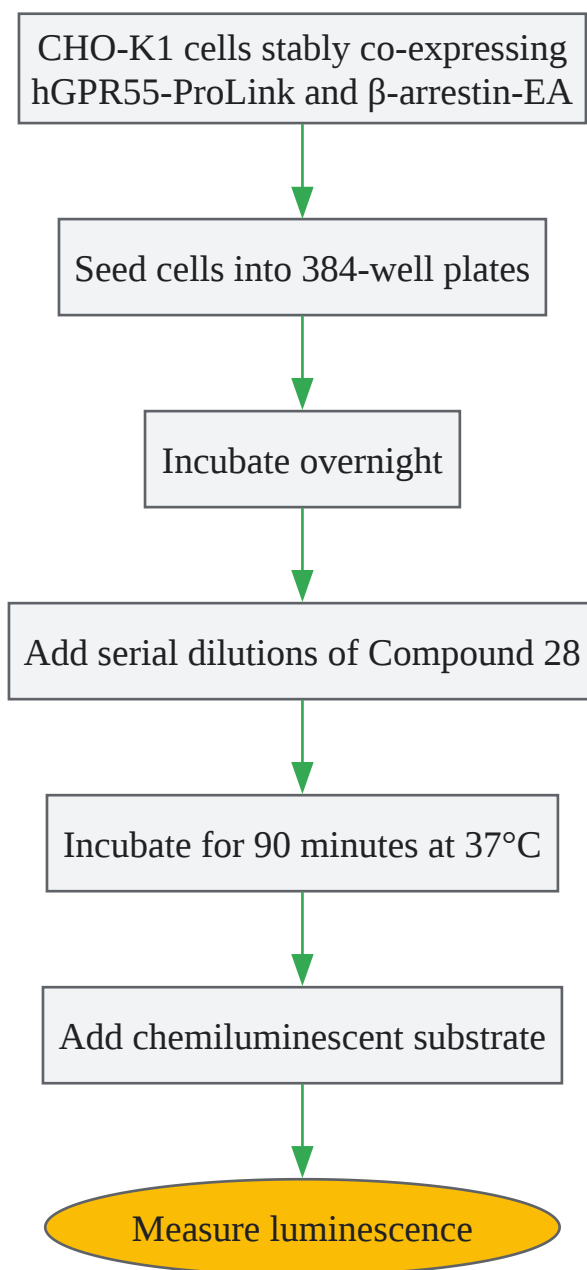 CHO-K1 cells stably co-expressing
hGPR55-ProLink and β-arrestin-EA
Seed cells into 384-well plates
Incubate overnight
Add serial dilutions of Compound 28
Incubate for 90 minutes at 37°C
Add chemiluminescent substrate
Measure luminescence